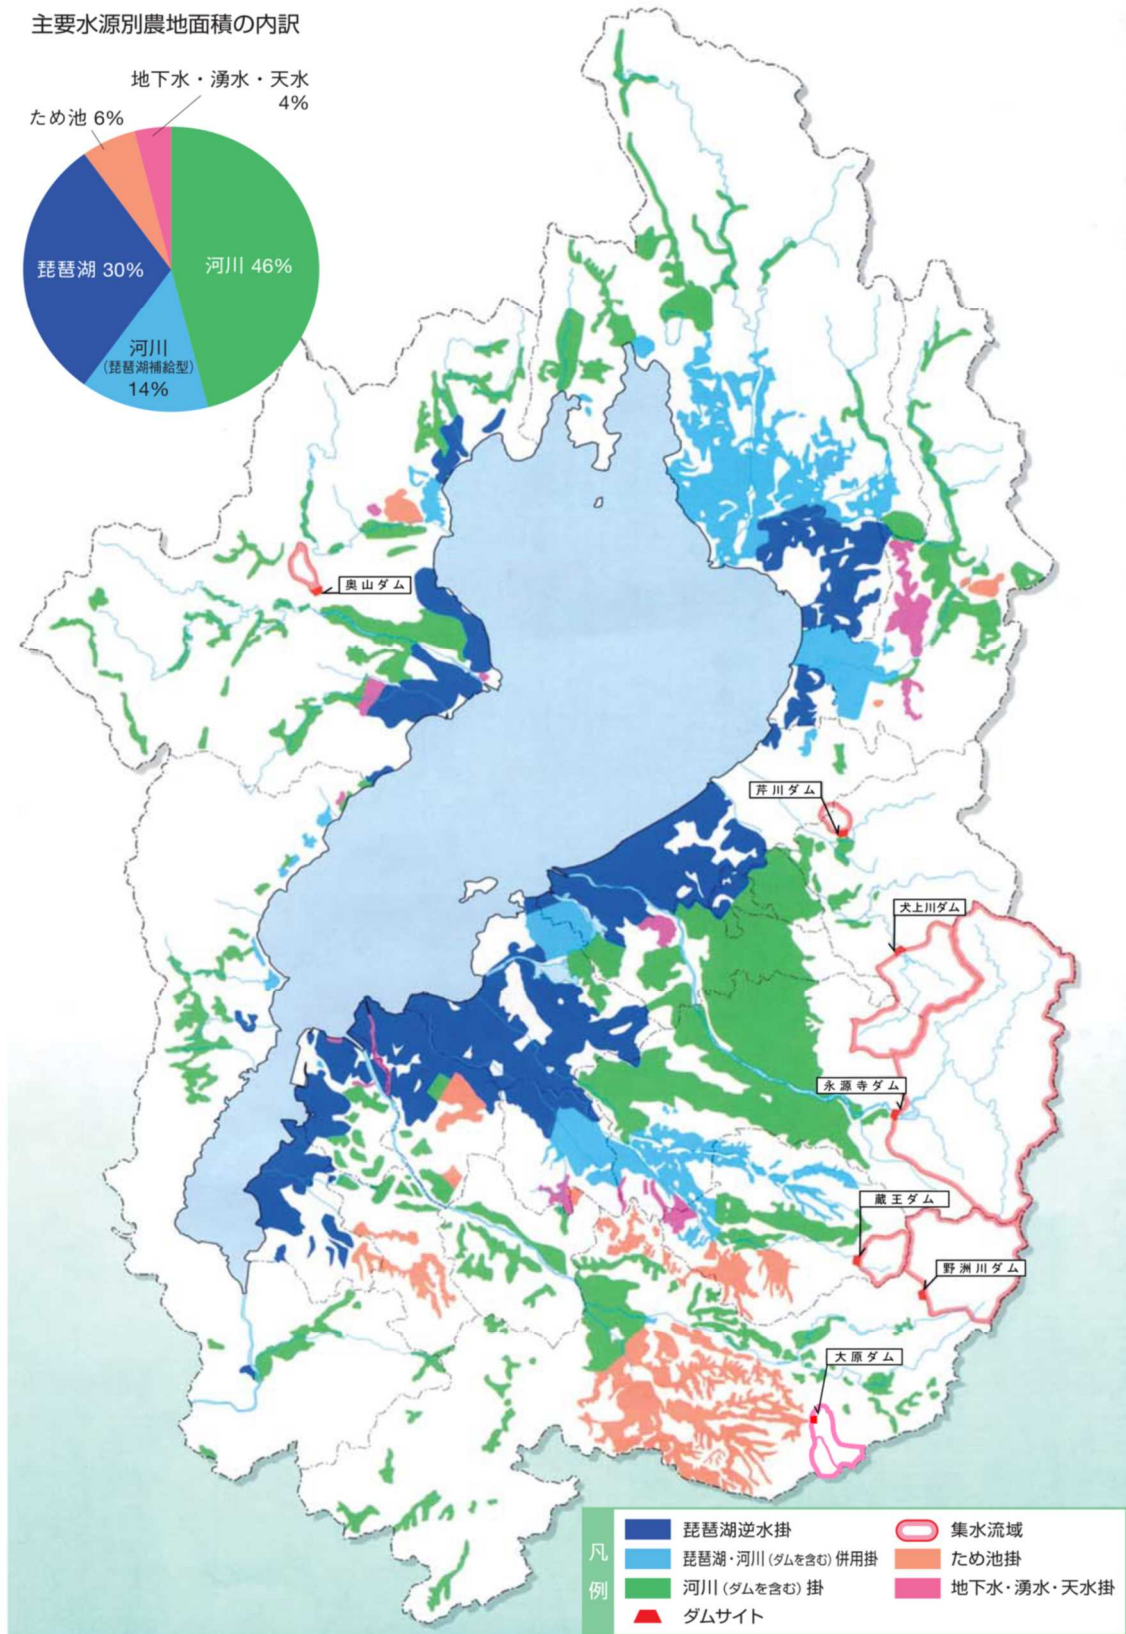 主要水源別農地面積の内訳
地下水・湧水・天水
4%
ため池 6%
琵琶湖 30%
河川 46%
河川
（琵琶湖補給型）
14%
奥山ダム
芹川ダム
犬上川ダム
永源寺ダム
蔵王ダム
野洲川ダム
大原ダム
凡例
琵琶湖逆水掛
琵琶湖・河川（ダムを含む）併用掛
河川（ダムを含む）掛
ダムサイト
集水流域
ため池掛
地下水・湧水・天水掛